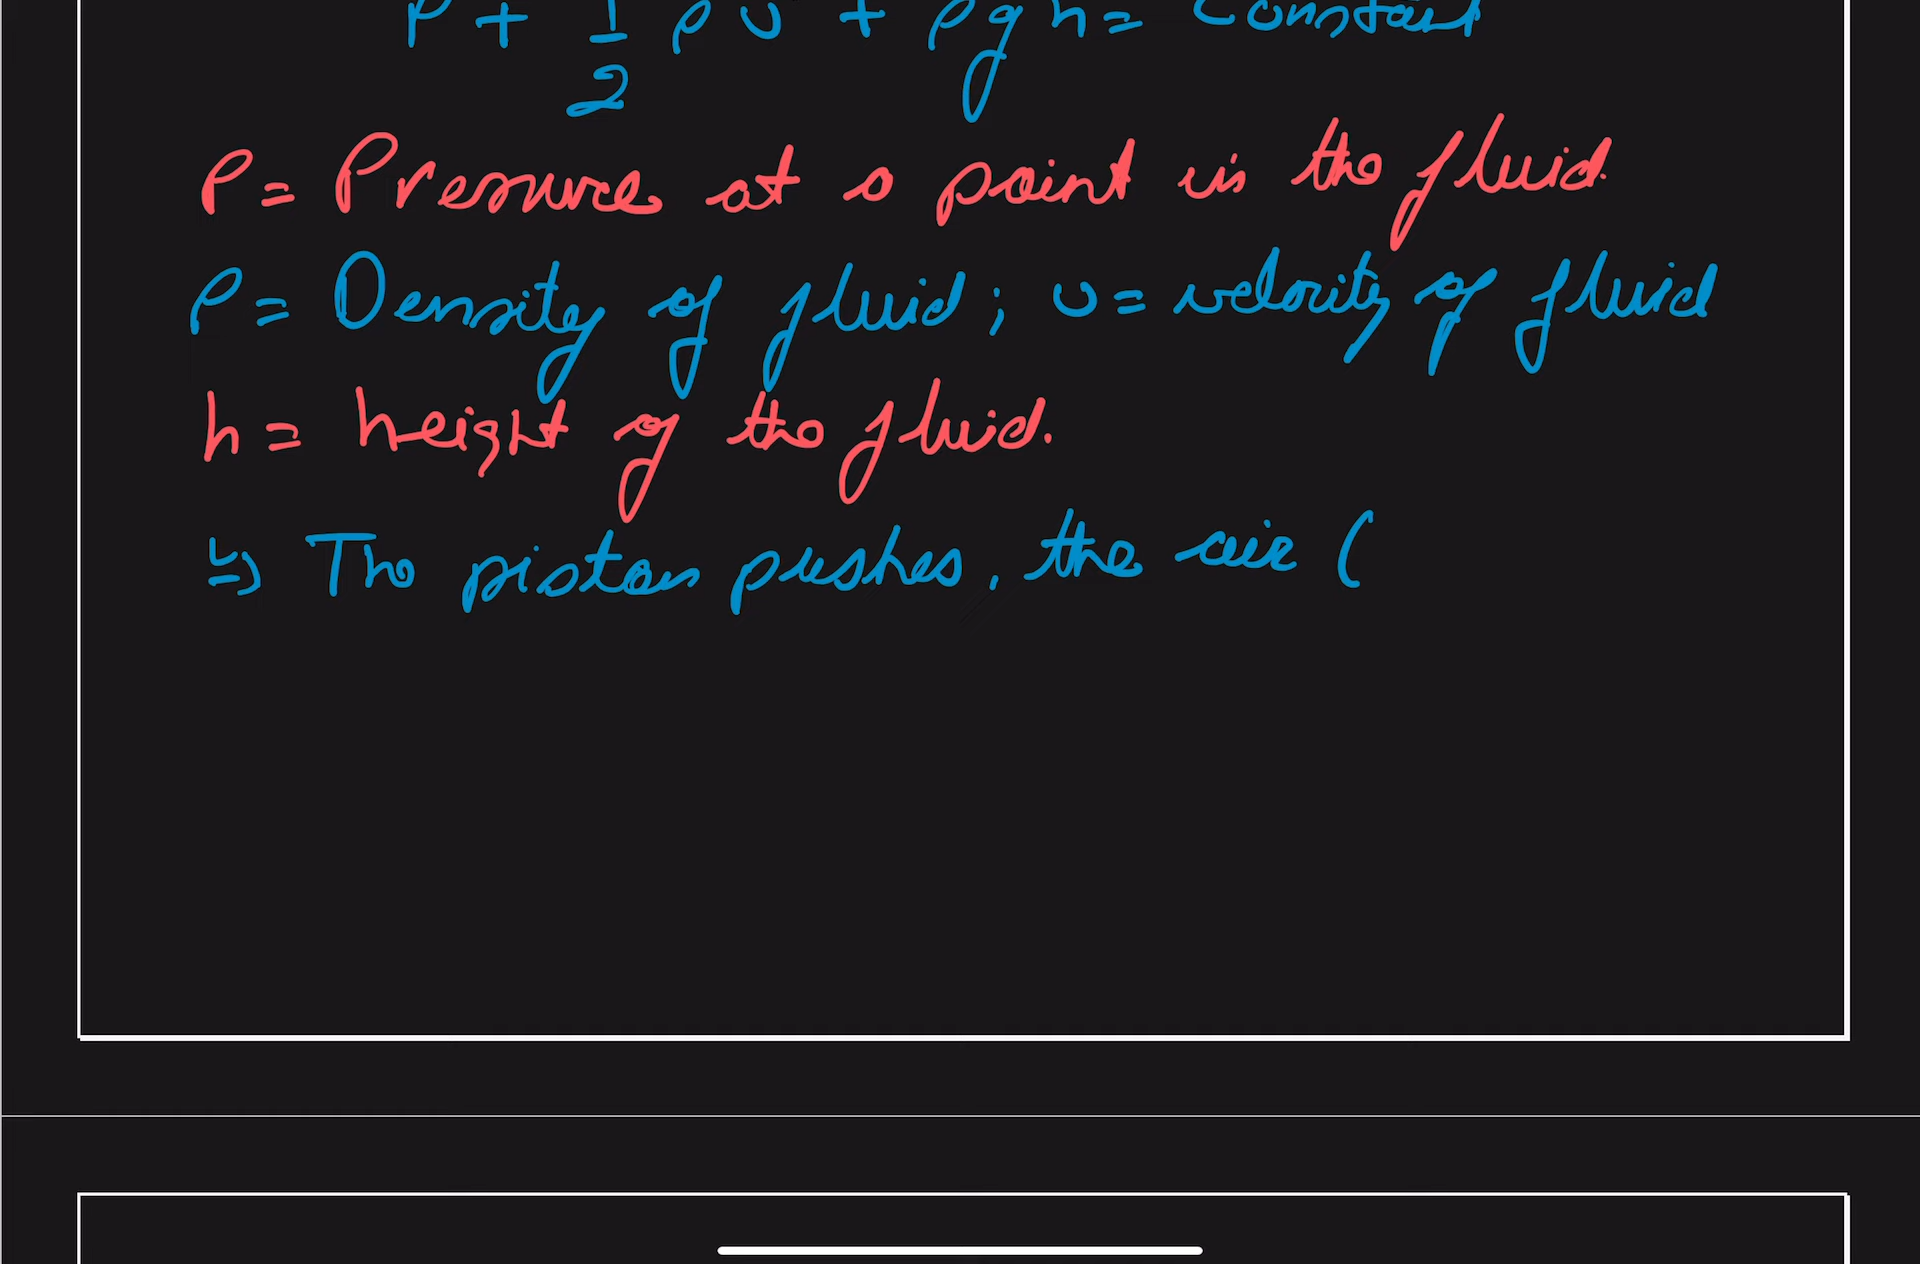 P + 1/2 ρ v + ρgh = Constant
P = Pressure at a point in the fluid.
ρ = Density of fluid; v = velocity of fluid
h = height of the fluid.
↳) The piston pushes, the air (